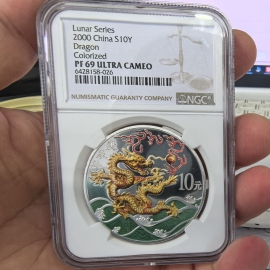 Lunar Series
2000 China S10Y
Dragon
Colorized
PF 69 ULTRA CAMEO
6428158-026
NUMISMATIC GUARANTY COMPANY
NGC
10元